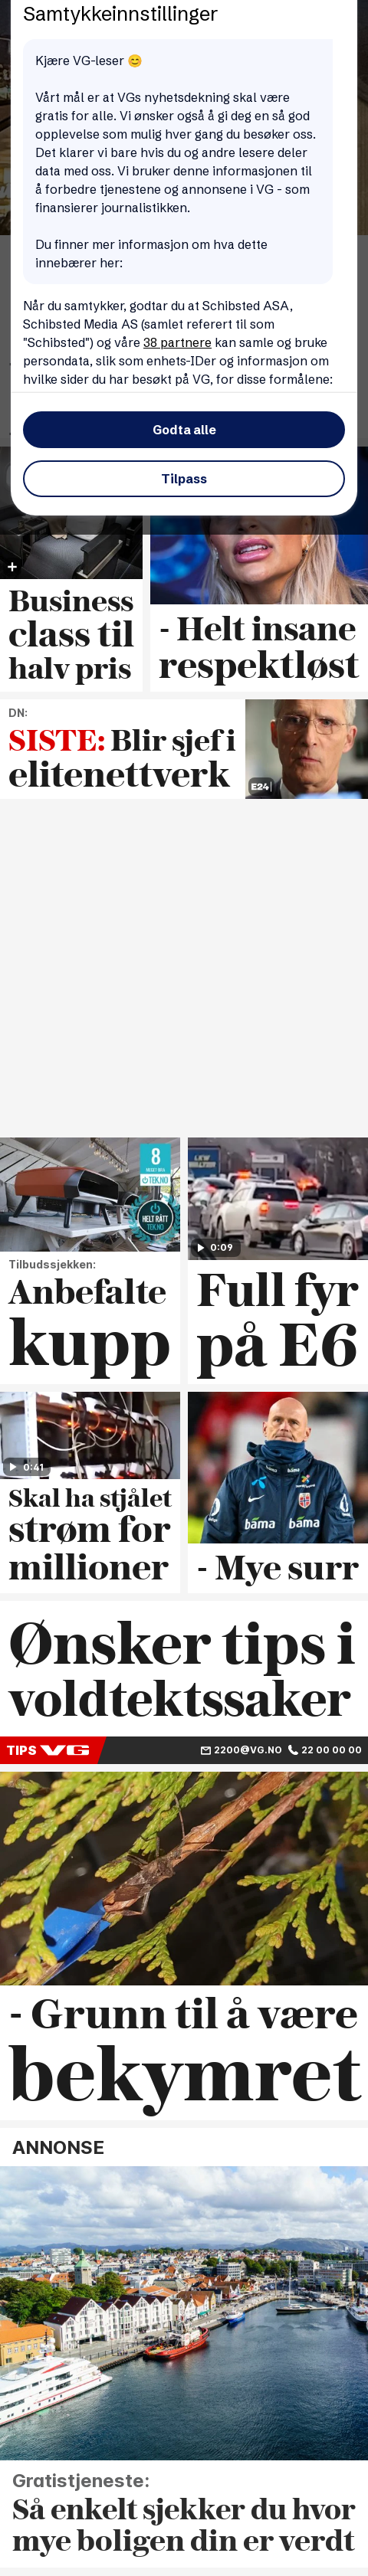 Samtykkeinnstillinger
Kjære VG-leser 😊
Vårt mål er at VGs nyhetsdekning skal være
gratis for alle. Vi ønsker også å gi deg en så god
opplevelse som mulig hver gang du besøker oss.
Det klarer vi bare hvis du og andre lesere deler
data med oss. Vi bruker denne informasjonen til
å forbedre tjenestene og annonsene i VG - som
finansierer journalistikken.
Du finner mer informasjon om hva dette
innebærer her:
Når du samtykker, godtar du at Schibsted ASA,
Schibsted Media AS (samlet referert til som
"Schibsted") og våre 38 partnere kan samle og bruke
persondata, slik som enhets-IDer og informasjon om
hvilke sider du har besøkt på VG, for disse formålene:
Godta alle
Tilpass
Business
class til
halv pris
- Helt insane
respektløst
DN:
SISTE: Blir sjef i
elitenettverk
E24
8
TEK.NO
HELT RÅTT
TEK.NO
Tilbudssjekken:
Anbefalte
kupp
0:09
Full fyr
på E6
0:41
Skal ha stjålet
strøm for
millioner
bama
bama
- Mye surr
Ønsker tips i
voldtektssaker
TIPS VG
2200@VG.NO
22 00 00 00
- Grunn til å være
bekymret
ANNONSE
Gratistjeneste:
Så enkelt sjekker du hvor
mye boligen din er verdt